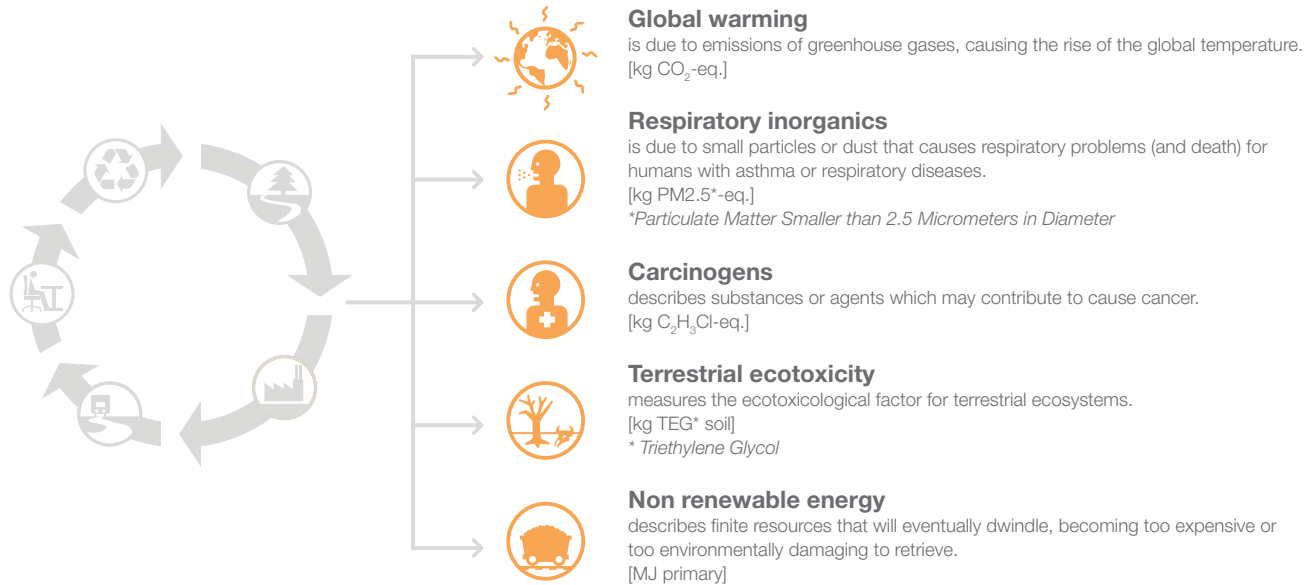 Global warming
is due to emissions of greenhouse gases, causing the rise of the global temperature.
[kg CO₂-eq.]
Respiratory inorganics
is due to small particles or dust that causes respiratory problems (and death) for
humans with asthma or respiratory diseases.
[kg PM2.5*-eq.]
*Particulate Matter Smaller than 2.5 Micrometers in Diameter
Carcinogens
describes substances or agents which may contribute to cause cancer.
[kg C₂H₃Cl-eq.]
Terrestrial ecotoxicity
measures the ecotoxicological factor for terrestrial ecosystems.
[kg TEG* soil]
* Triethylene Glycol
Non renewable energy
describes finite resources that will eventually dwindle, becoming too expensive or
too environmentally damaging to retrieve.
[MJ primary]